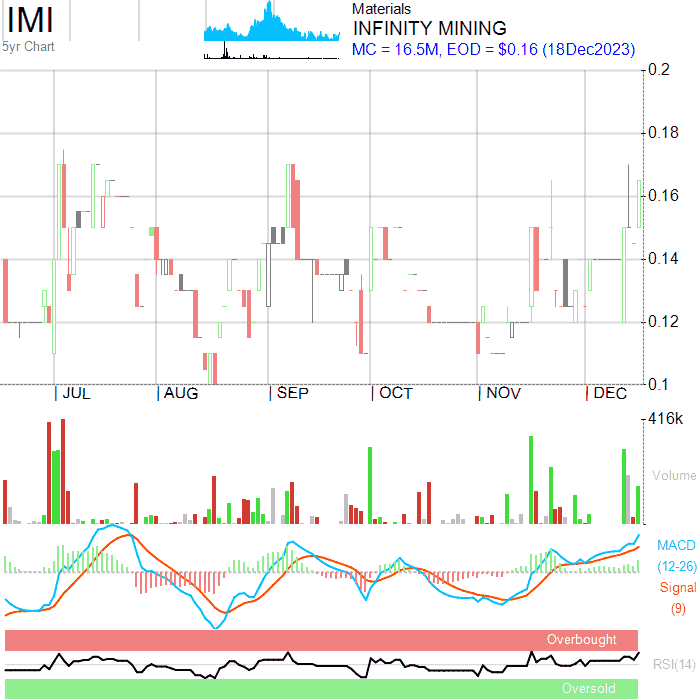 IMI
5yr Chart
Materials
INFINITY MINING
MC = 16.5M, EOD = $0.16 (18Dec2023)
0.2
0.18
0.16
0.14
0.12
0.1
| JUL
| AUG
| SEP
| OCT
| NOV
| DEC
416k
Volume
MACD
(12-26)
Signal
(9)
Overbought
RSI(14)
Oversold